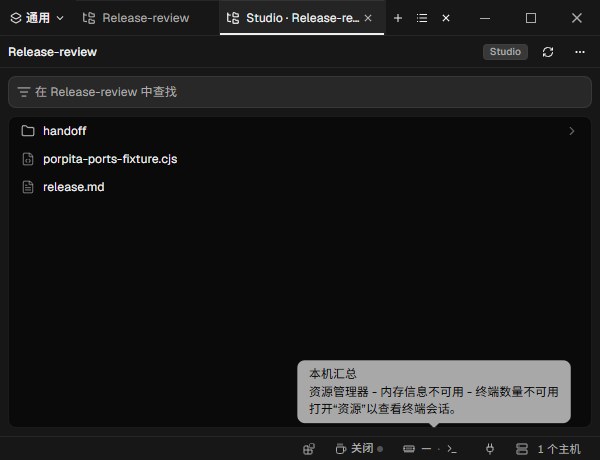 通用 Release-review Studio · Release-re...
Release-review Studio
在 Release-review 中查找
handoff
porpita-ports-fixture.cjs
release.md
本机汇总
资源管理器 - 内存信息不可用 - 终端数量不可用
打开“资源”以查看终端会话。
关闭 — · 1 个主机